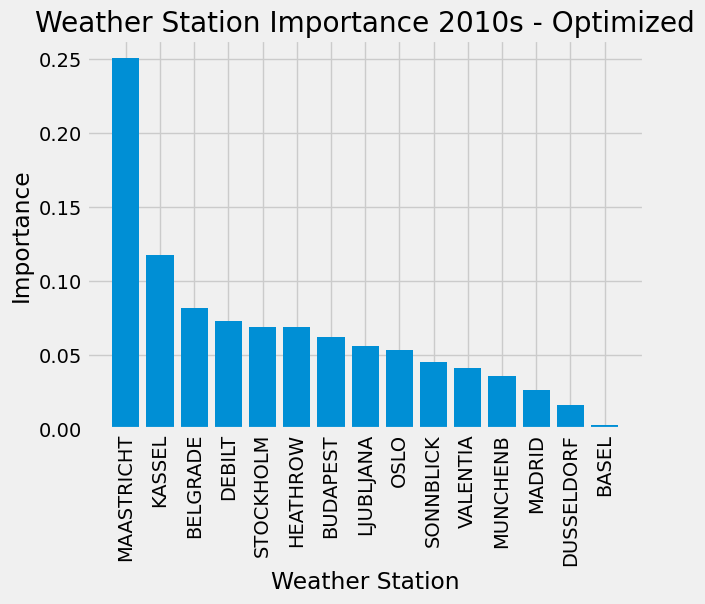 Weather Station Importance 2010s - Optimized
Importance
0.25
0.20
0.15
0.10
0.05
0.00
MAASTRICHT
KASSEL
BELGRADE
DEBILT
STOCKHOLM
HEATHROW
BUDAPEST
LJUBLJANA
OSLO
SONNBLICK
VALENTIA
MUNCHENB
MADRID
DUSSELDORF
BASEL
Weather Station